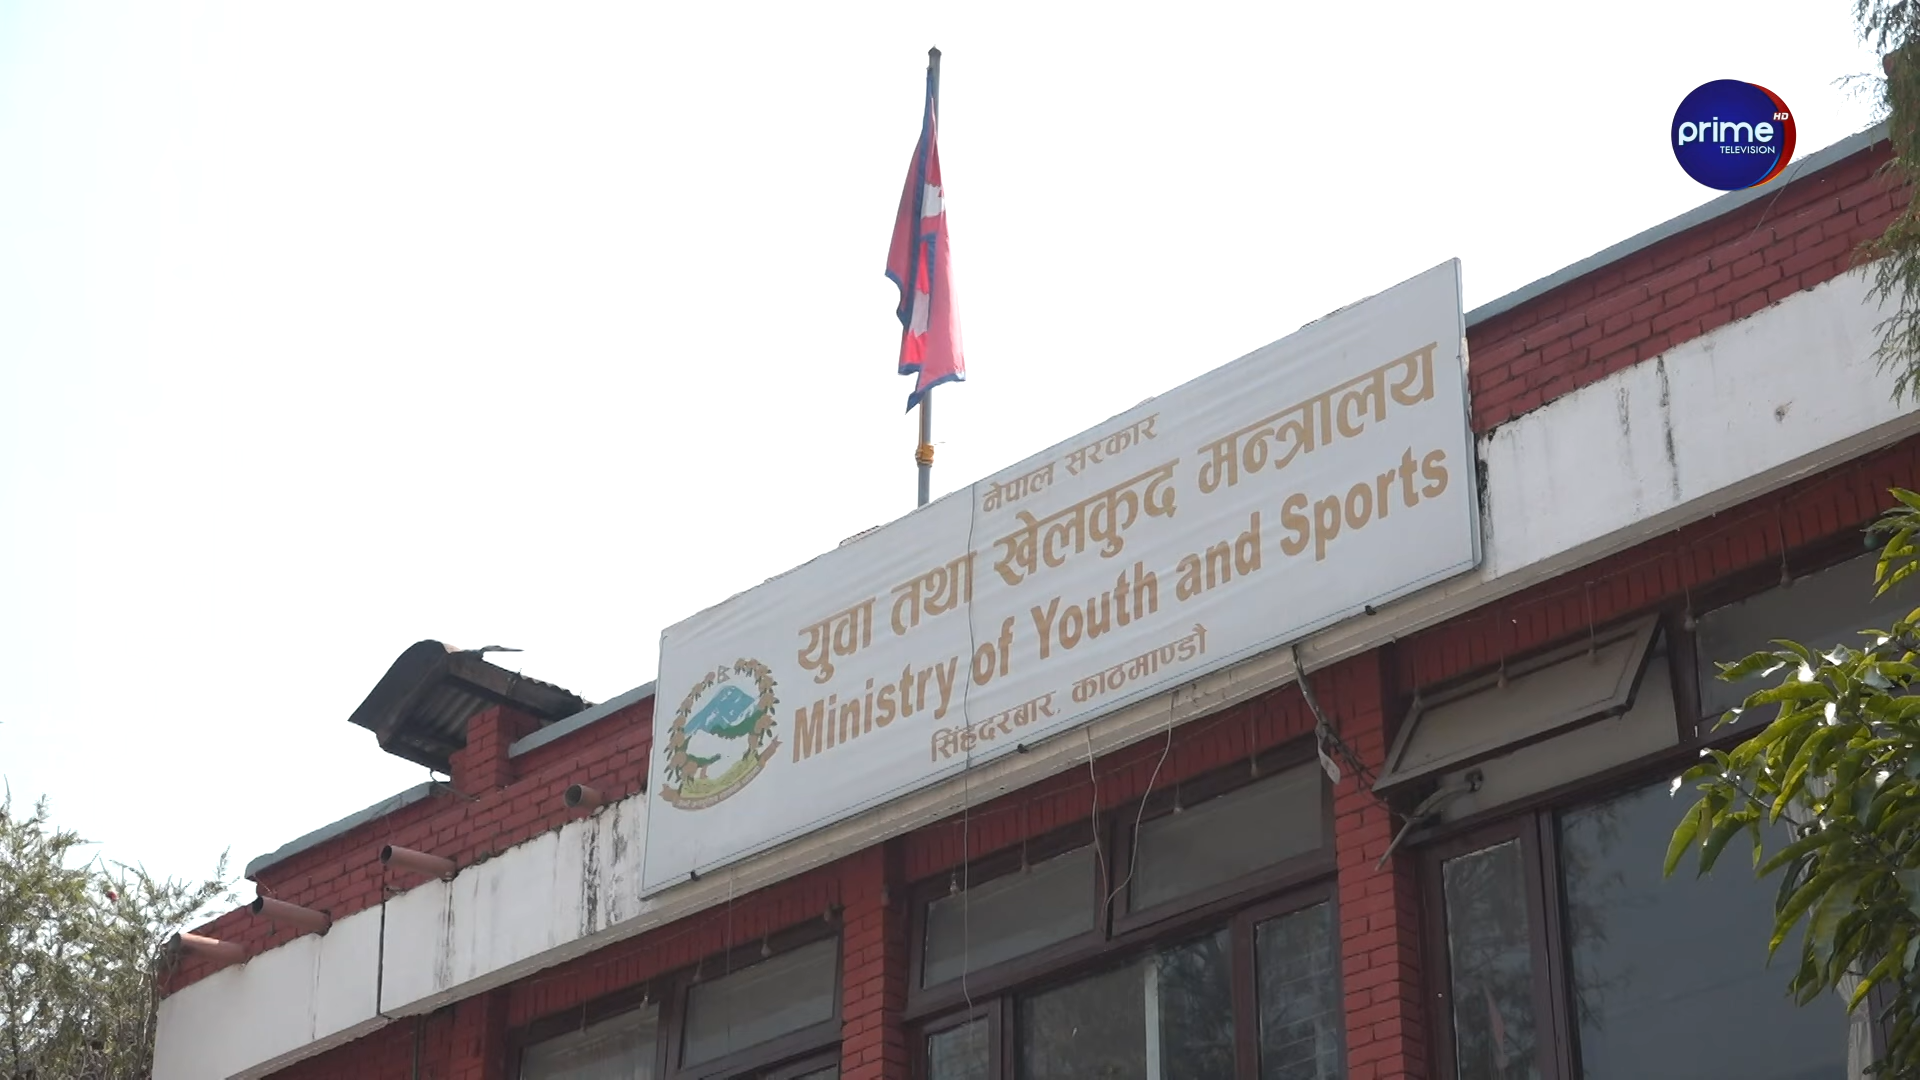 prime HD
TELEVISION
नेपाल सरकार
युवा तथा खेलकुद मन्त्रालय
Ministry of Youth and Sports
सिंहदरबार, काठमाण्डौ